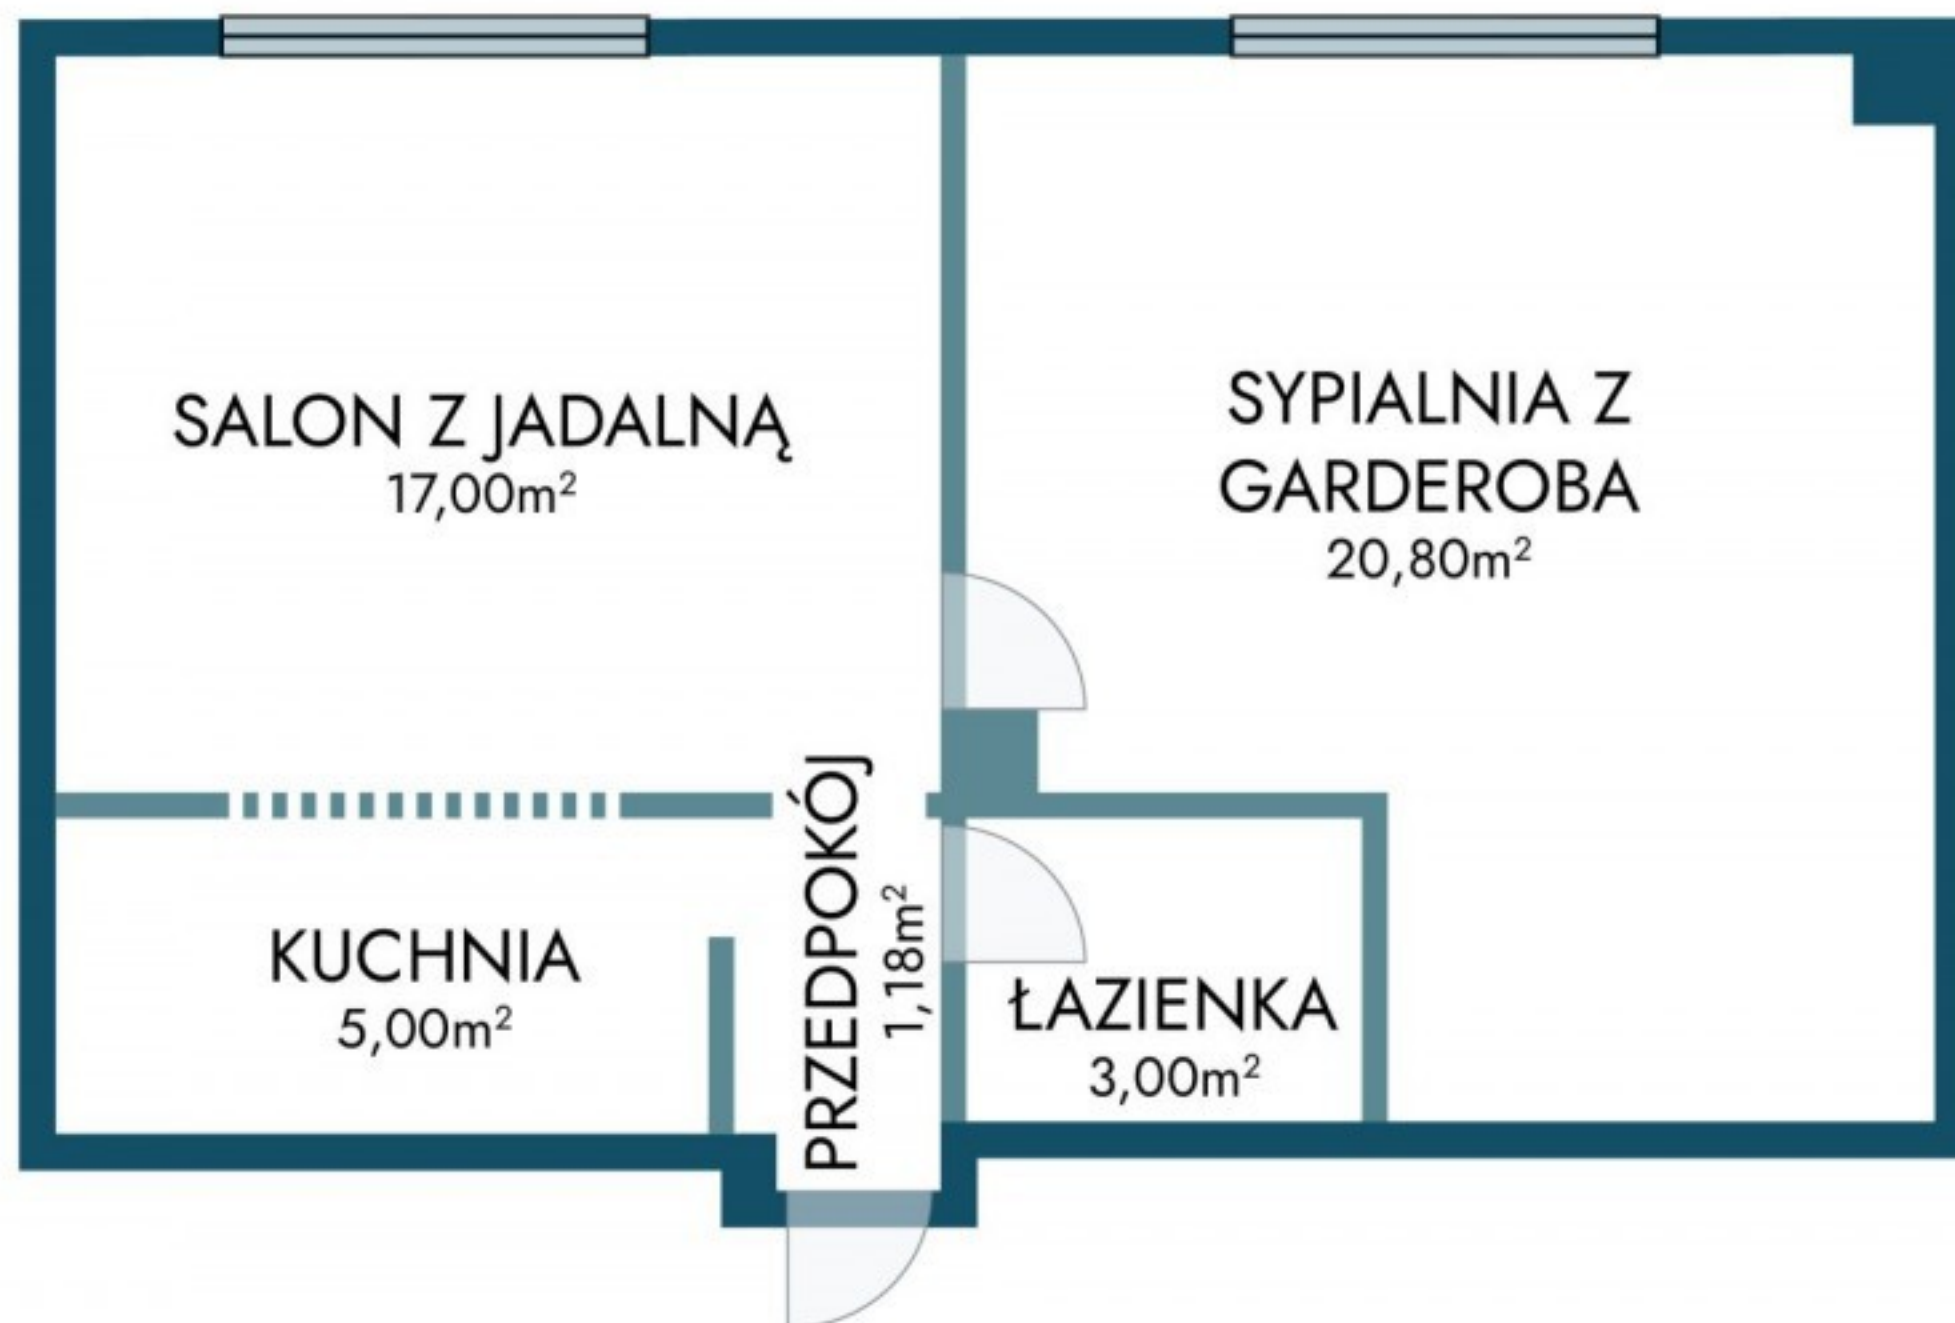 SALON Z JADALNĄ
17,00m²
SYPIALNIA Z
GARDEROBA
20,80m²
KUCHNIA
5,00m²
PRZEDPOKÓJ
1,18m²
ŁAZIENKA
3,00m²